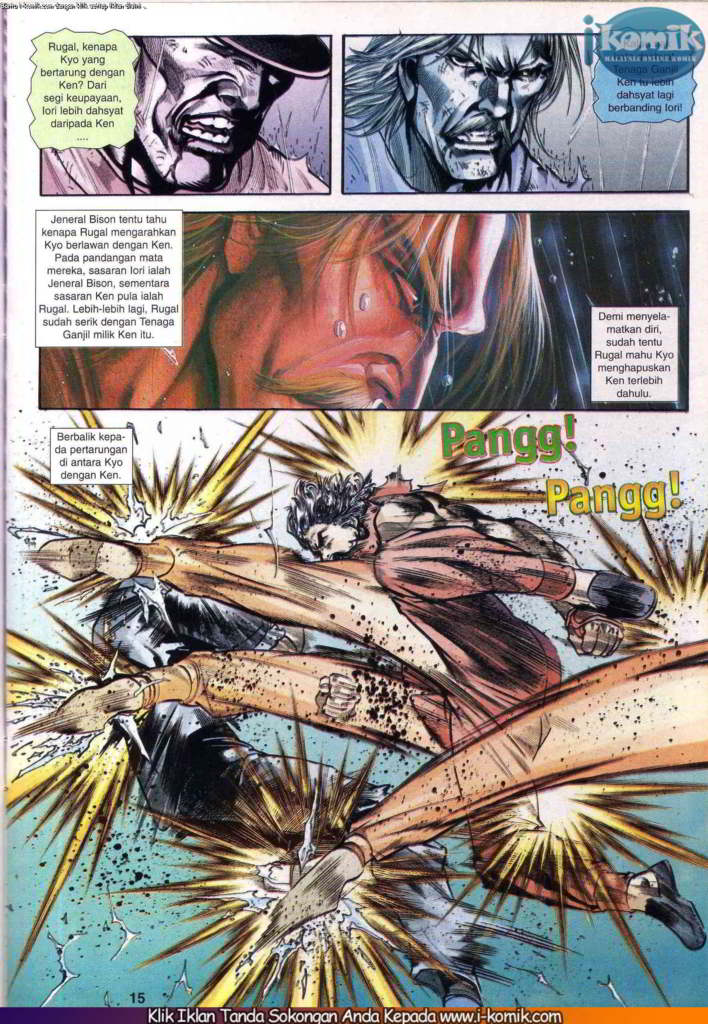 Rugal, kenapa
Kyo yang
bertarung dengan
Ken? Dari
segi keupayaan,
Iori lebih dahsyat
daripada Ken
....
ikomik
MALAYSIA ONLINE KOMIK
Tenaga Ganjil
Ken tu lebih
dahsyat lagi
berbanding Iori!
Jeneral Bison tentu tahu
kenapa Rugal mengarahkan
Kyo berlawan dengan Ken.
Pada pandangan mata
mereka, sasaran Iori ialah
Jeneral Bison, sementara
sasaran Ken pula ialah
Rugal. Lebih-lebih lagi, Rugal
sudah serik dengan Tenaga
Ganjil milik Ken itu.
Demi menyela-
matkan diri,
sudah tentu
Rugal mahu Kyo
menghapuskan
Ken terlebih
dahulu.
Berbalik kepa-
da pertarungan
di antara Kyo
dengan Ken.
Pangg!
Pangg!
15
Klik Iklan Tanda Sokongan Anda Kepada www.i-komik.com